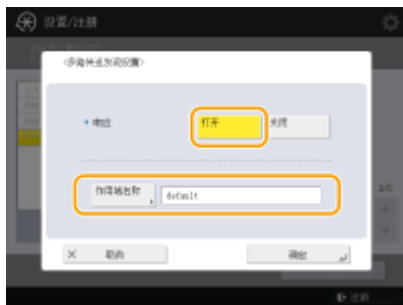 设置/注册
<多路传送发现设置>
响应
打开
关闭
作用域名称
default
取消
确定
注销